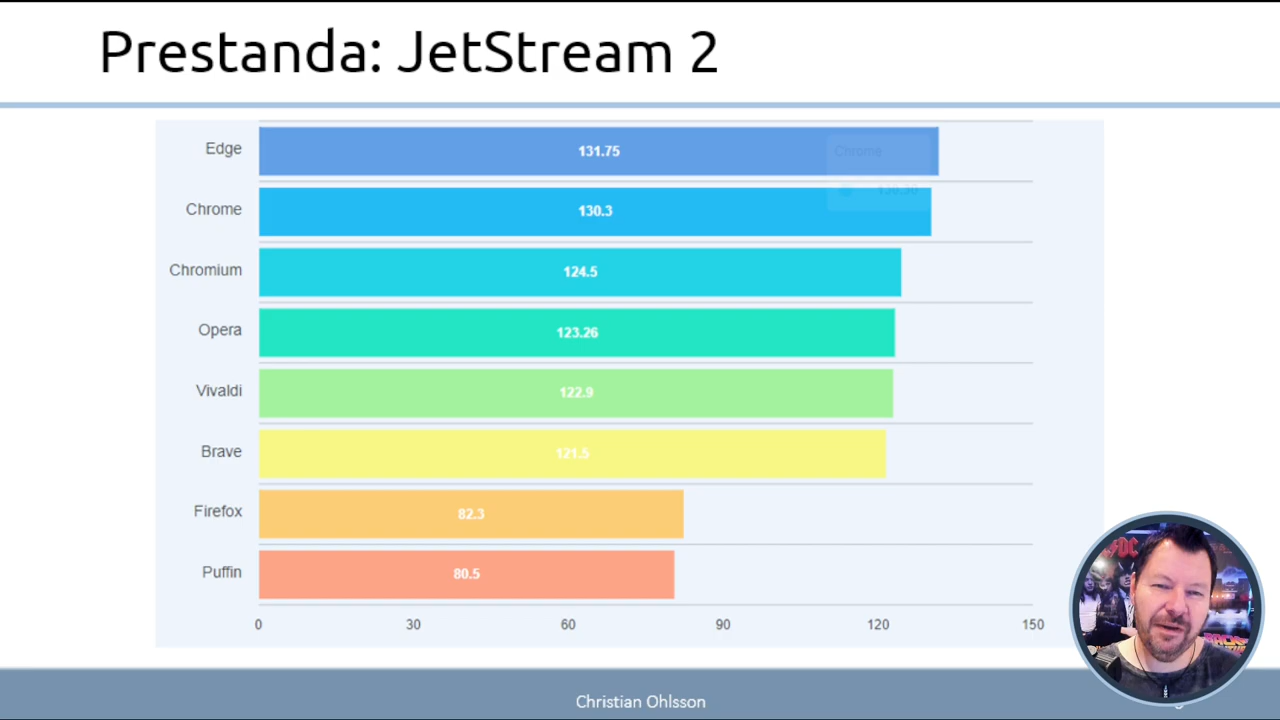 Prestanda: JetStream 2
Edge 131.75
Chrome
Chrome 130.3
Chromium 124.5
Opera 123.26
Vivaldi 122.9
Brave 121.5
Firefox 82.3
Puffin 80.5
0 30 60 90 120 150
Christian Ohlsson